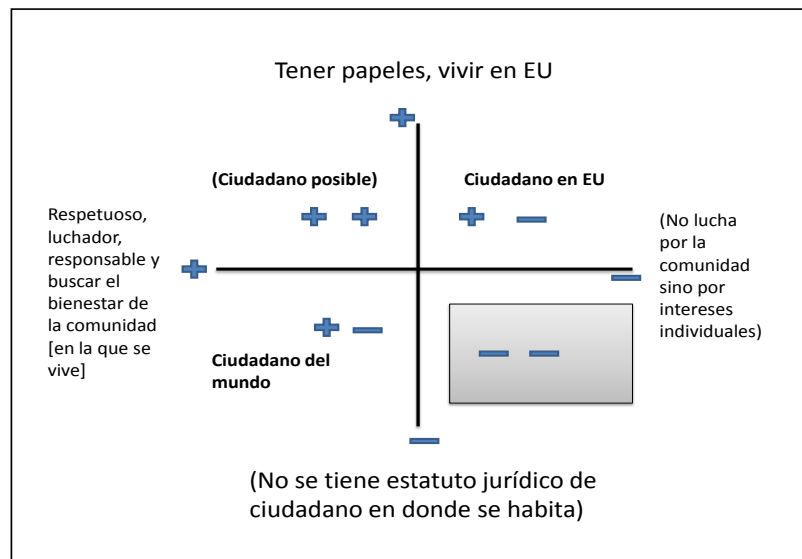 Tener papeles, vivir en EU
(Ciudadano posible)
Ciudadano en EU
Respetuoso,
luchador,
responsable y
buscar el
bienestar de
la comunidad
[en la que se
vive]
(No lucha
por la
comunidad
sino por
intereses
individuales)
Ciudadano del
mundo
(No se tiene estatuto jurídico de
ciudadano en donde se habita)